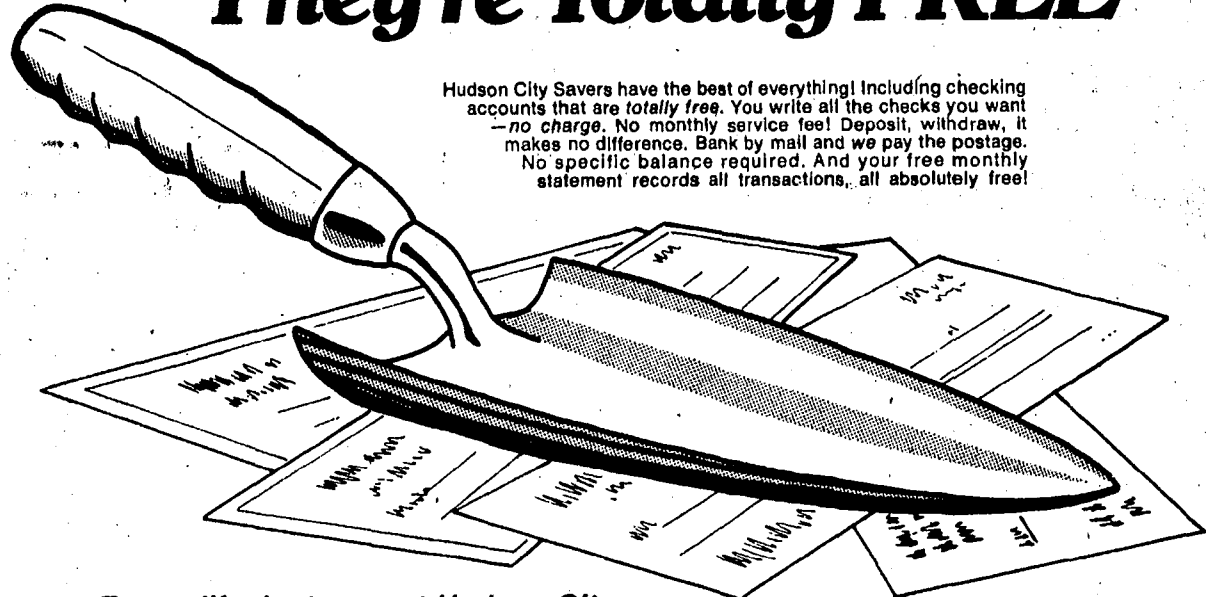 They're Totally FREE
Hudson City Savers have the best of everything! Including checking
accounts that are totally free. You write all the checks you want
—no charge. No monthly service fee! Deposit, withdraw, it
makes no difference. Bank by mail and we pay the postage.
No specific balance required. And your free monthly
statement records all transactions, all absolutely free!